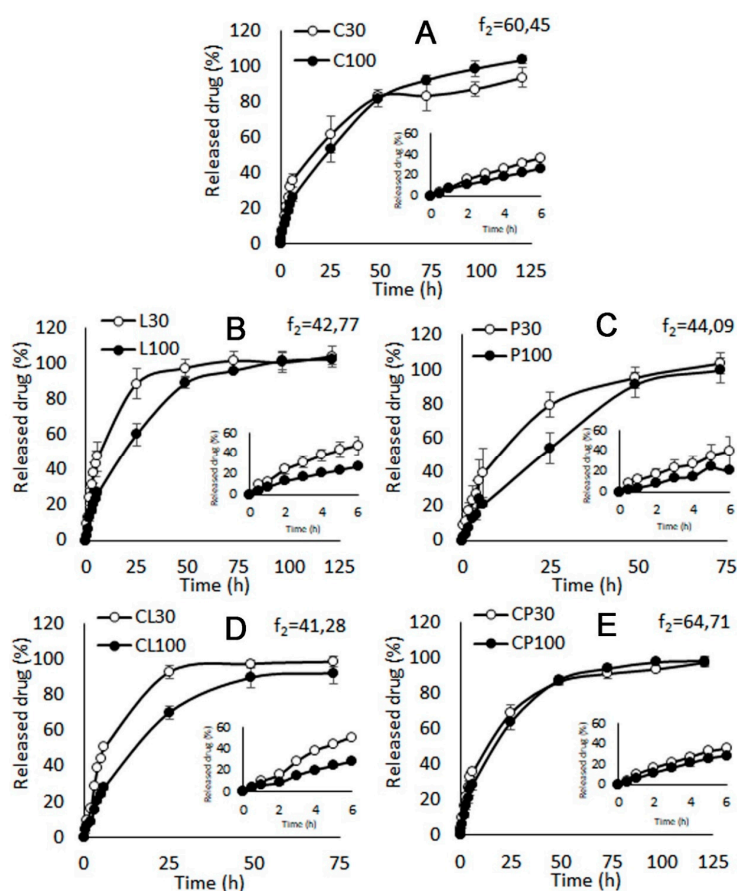 A
f2=60,45
C30
C100
Released drug (%)
120
100
80
60
40
20
0
Released drug (%)
60
40
20
0
0 2 4 6
Time (h)
0 25 50 75 100 125
Time (h)
B
f2=42,77
L30
L100
Released drug (%)
120
100
80
60
40
20
0
Released drug (%)
60
40
20
0
0 2 4 6
Time (h)
0 25 50 75 100 125
Time (h)
C
f2=44,09
P30
P100
Released drug (%)
120
100
80
60
40
20
0
Released drug (%)
60
40
20
0
0 2 4 6
Time (h)
0 25 50 75
Time (h)
D
f2=41,28
CL30
CL100
Released drug (%)
120
100
80
60
40
20
0
Released drug (%)
60
40
20
0
0 2 4 6
Time (h)
0 25 50 75
Time (h)
E
f2=64,71
CP30
CP100
Released drug (%)
120
100
80
60
40
20
0
Released drug (%)
60
40
20
0
0 2 4 6
Time (h)
0 25 50 75 100 125
Time (h)